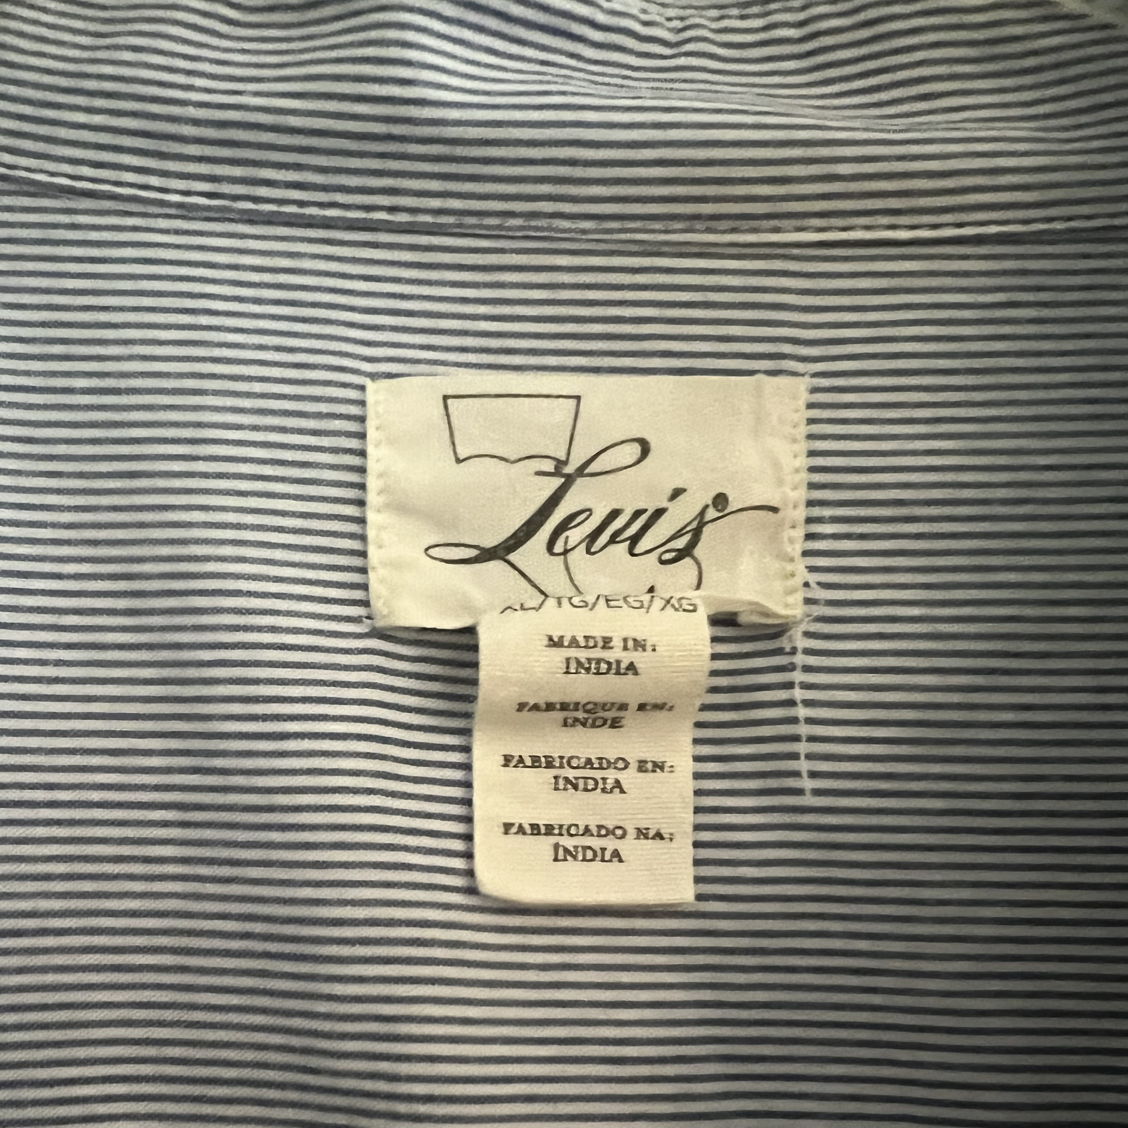 Levi's
XL/TG/EG/XG
MADE IN:
INDIA
FABRIQUE EN:
INDE
FABRICADO EN:
INDIA
FABRICADO NA:
ÍNDIA